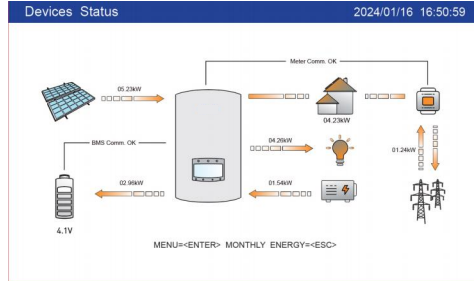 Devices Status 2024/01/16 16:50:59
Meter Comm. OK
05.23kW
04.23kW
BMS Comm. OK
04.26kW
01.24kW
02.96kW
01.54kW
4.1V
MENU=<ENTER> MONTHLY ENERGY=<ESC>